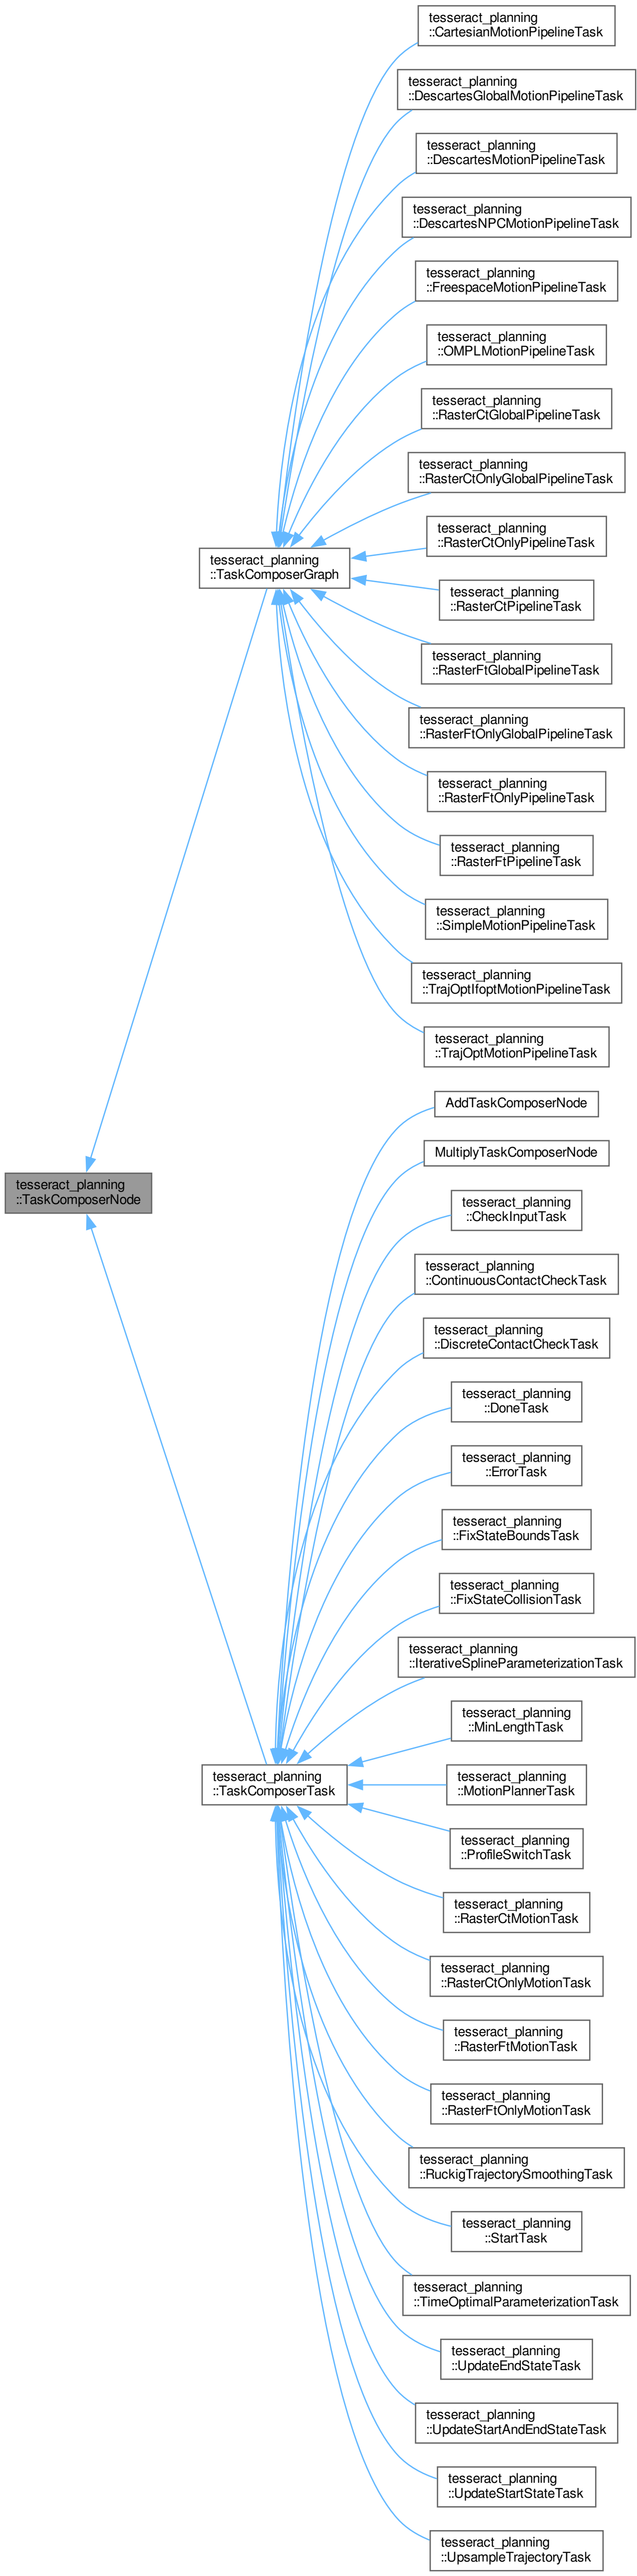 tesseract_planning
::CartesianMotionPipelineTask
tesseract_planning
::DescartesGlobalMotionPipelineTask
tesseract_planning
::DescartesMotionPipelineTask
tesseract_planning
::DescartesNPCMotionPipelineTask
tesseract_planning
::FreespaceMotionPipelineTask
tesseract_planning
::OMPLMotionPipelineTask
tesseract_planning
::RasterCtGlobalPipelineTask
tesseract_planning
::RasterCtOnlyGlobalPipelineTask
tesseract_planning
::RasterCtOnlyPipelineTask
tesseract_planning
::TaskComposerGraph
tesseract_planning
::RasterCtPipelineTask
tesseract_planning
::RasterFtGlobalPipelineTask
tesseract_planning
::RasterFtOnlyGlobalPipelineTask
tesseract_planning
::RasterFtOnlyPipelineTask
tesseract_planning
::RasterFtPipelineTask
tesseract_planning
::SimpleMotionPipelineTask
tesseract_planning
::TrajOptIfoptMotionPipelineTask
tesseract_planning
::TrajOptMotionPipelineTask
AddTaskComposerNode
MultiplyTaskComposerNode
tesseract_planning
::TaskComposerNode
tesseract_planning
::CheckInputTask
tesseract_planning
::ContinuousContactCheckTask
tesseract_planning
::DiscreteContactCheckTask
tesseract_planning
::DoneTask
tesseract_planning
::ErrorTask
tesseract_planning
::FixStateBoundsTask
tesseract_planning
::FixStateCollisionTask
tesseract_planning
::IterativeSplineParameterizationTask
tesseract_planning
::MinLengthTask
tesseract_planning
::TaskComposerTask
tesseract_planning
::MotionPlannerTask
tesseract_planning
::ProfileSwitchTask
tesseract_planning
::RasterCtMotionTask
tesseract_planning
::RasterCtOnlyMotionTask
tesseract_planning
::RasterFtMotionTask
tesseract_planning
::RasterFtOnlyMotionTask
tesseract_planning
::RuckigTrajectorySmoothingTask
tesseract_planning
::StartTask
tesseract_planning
::TimeOptimalParameterizationTask
tesseract_planning
::UpdateEndStateTask
tesseract_planning
::UpdateStartAndEndStateTask
tesseract_planning
::UpdateStartStateTask
tesseract_planning
::UpsampleTrajectoryTask